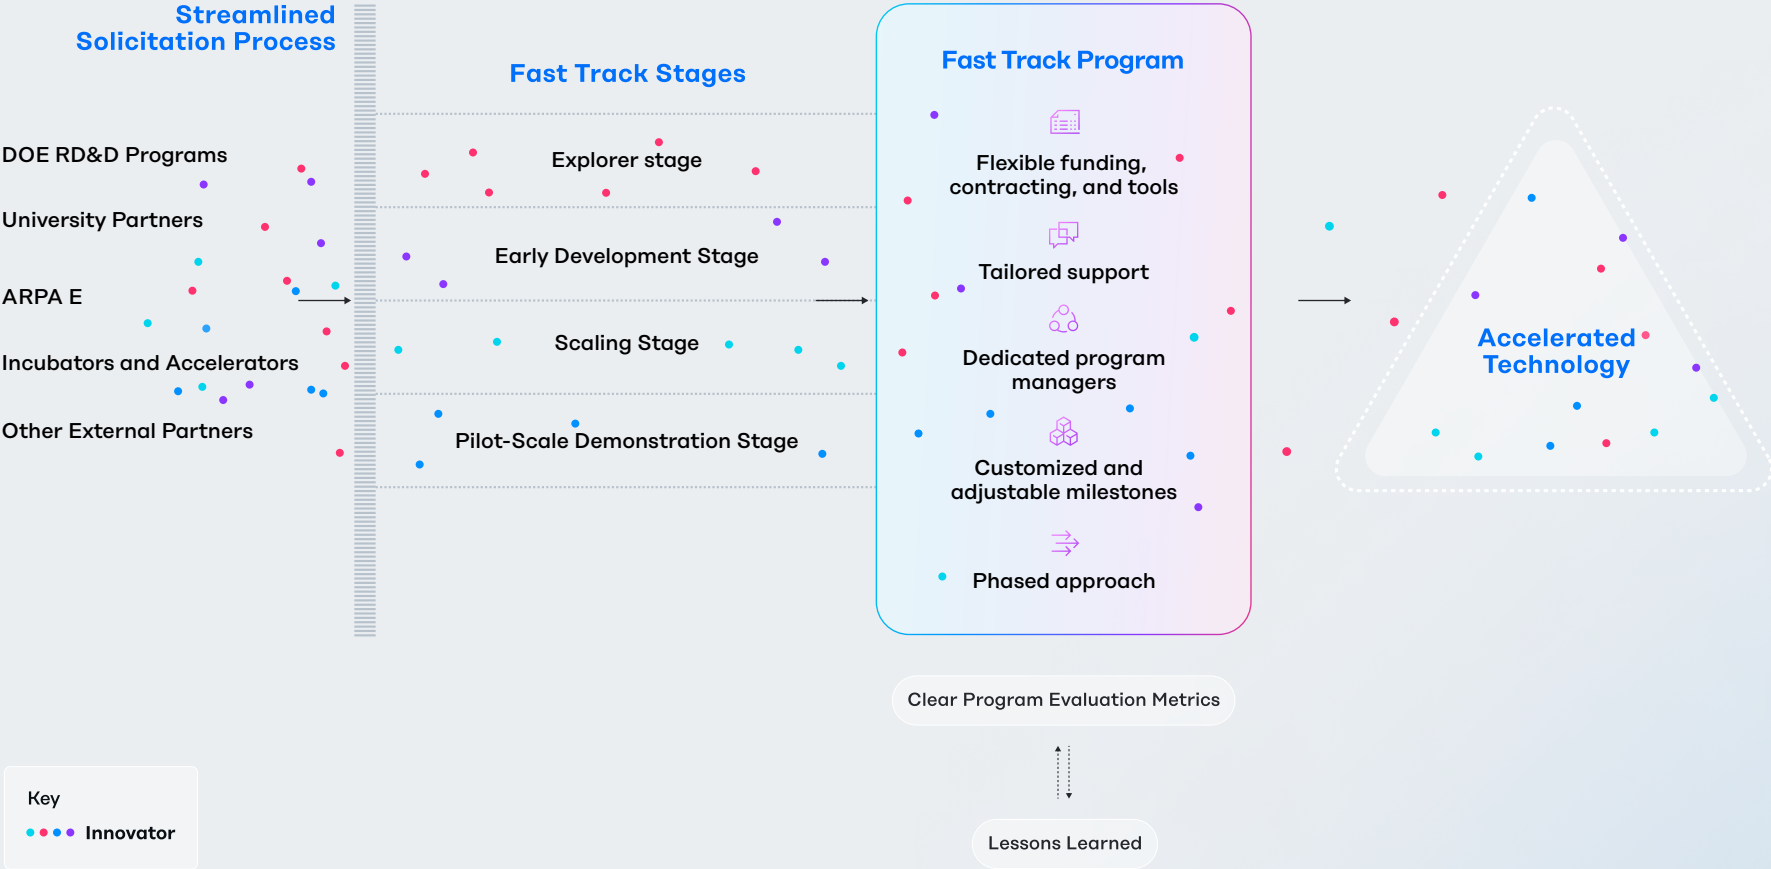 Streamlined
Solicitation Process
DOE RD&D Programs
University Partners
ARPA E
Incubators and Accelerators
Other External Partners
Fast Track Stages
Explorer stage
Early Development Stage
Scaling Stage
Pilot-Scale Demonstration Stage
Fast Track Program
Flexible funding,
contracting, and tools
Tailored support
Dedicated program
managers
Customized and
adjustable milestones
Phased approach
Accelerated
Technology
Clear Program Evaluation Metrics
Lessons Learned
Key
Innovator